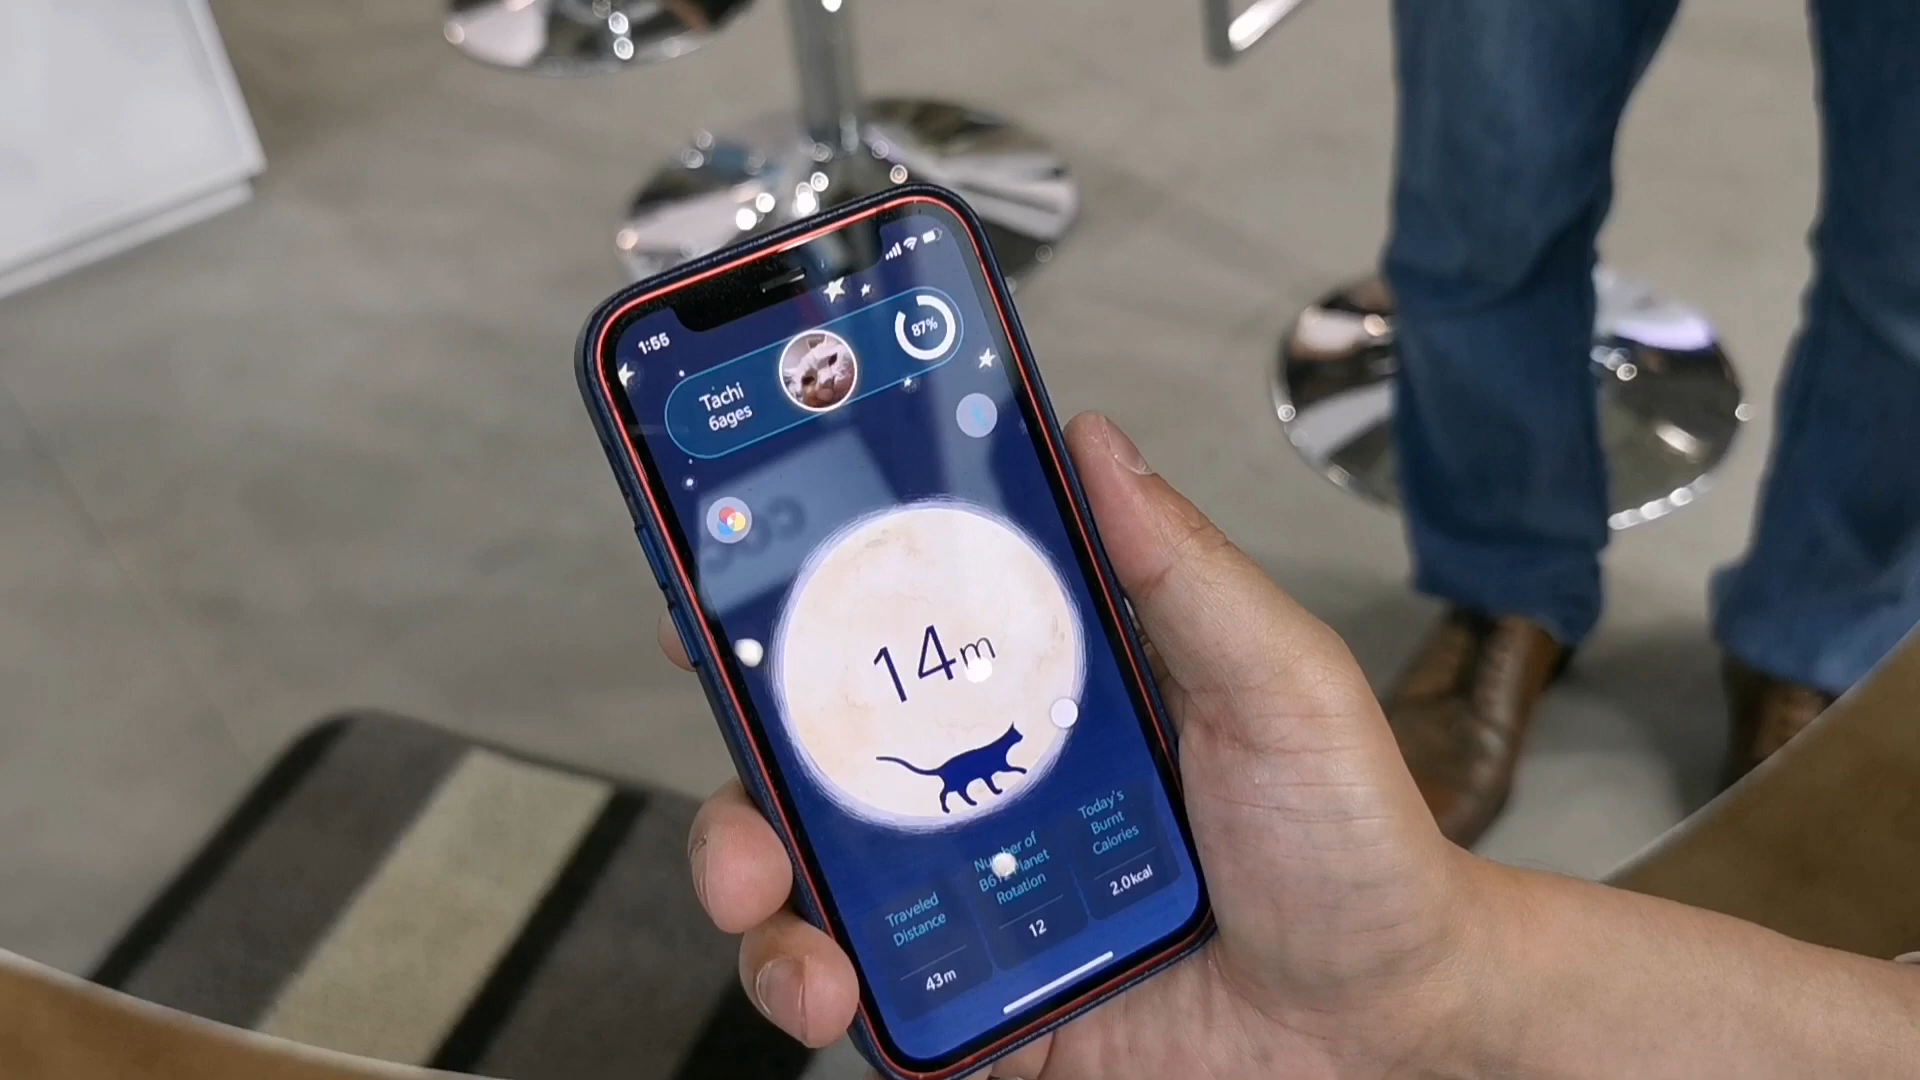 1:55
87%
Tachi
6ages
14m
Traveled
Distance
43m
Number of
Planet
Rotation
12
Today's
Burnt
Calories
2.0kcal